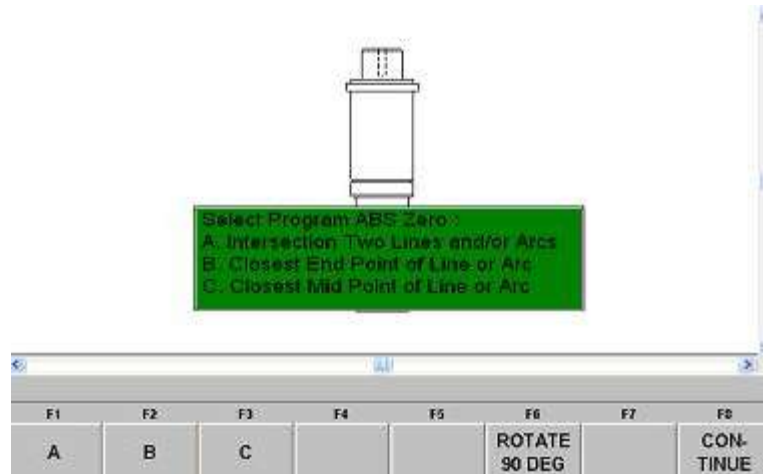 Select Program ABS Zero :
A. Intersection Two Lines and/or Arcs
B. Closest End Point of Line or Arc
C. Closest Mid Point of Line or Arc
F1 F2 F3 F4 F5 F6 F7 F8
A B C ROTATE 90 DEG CON-TINUE